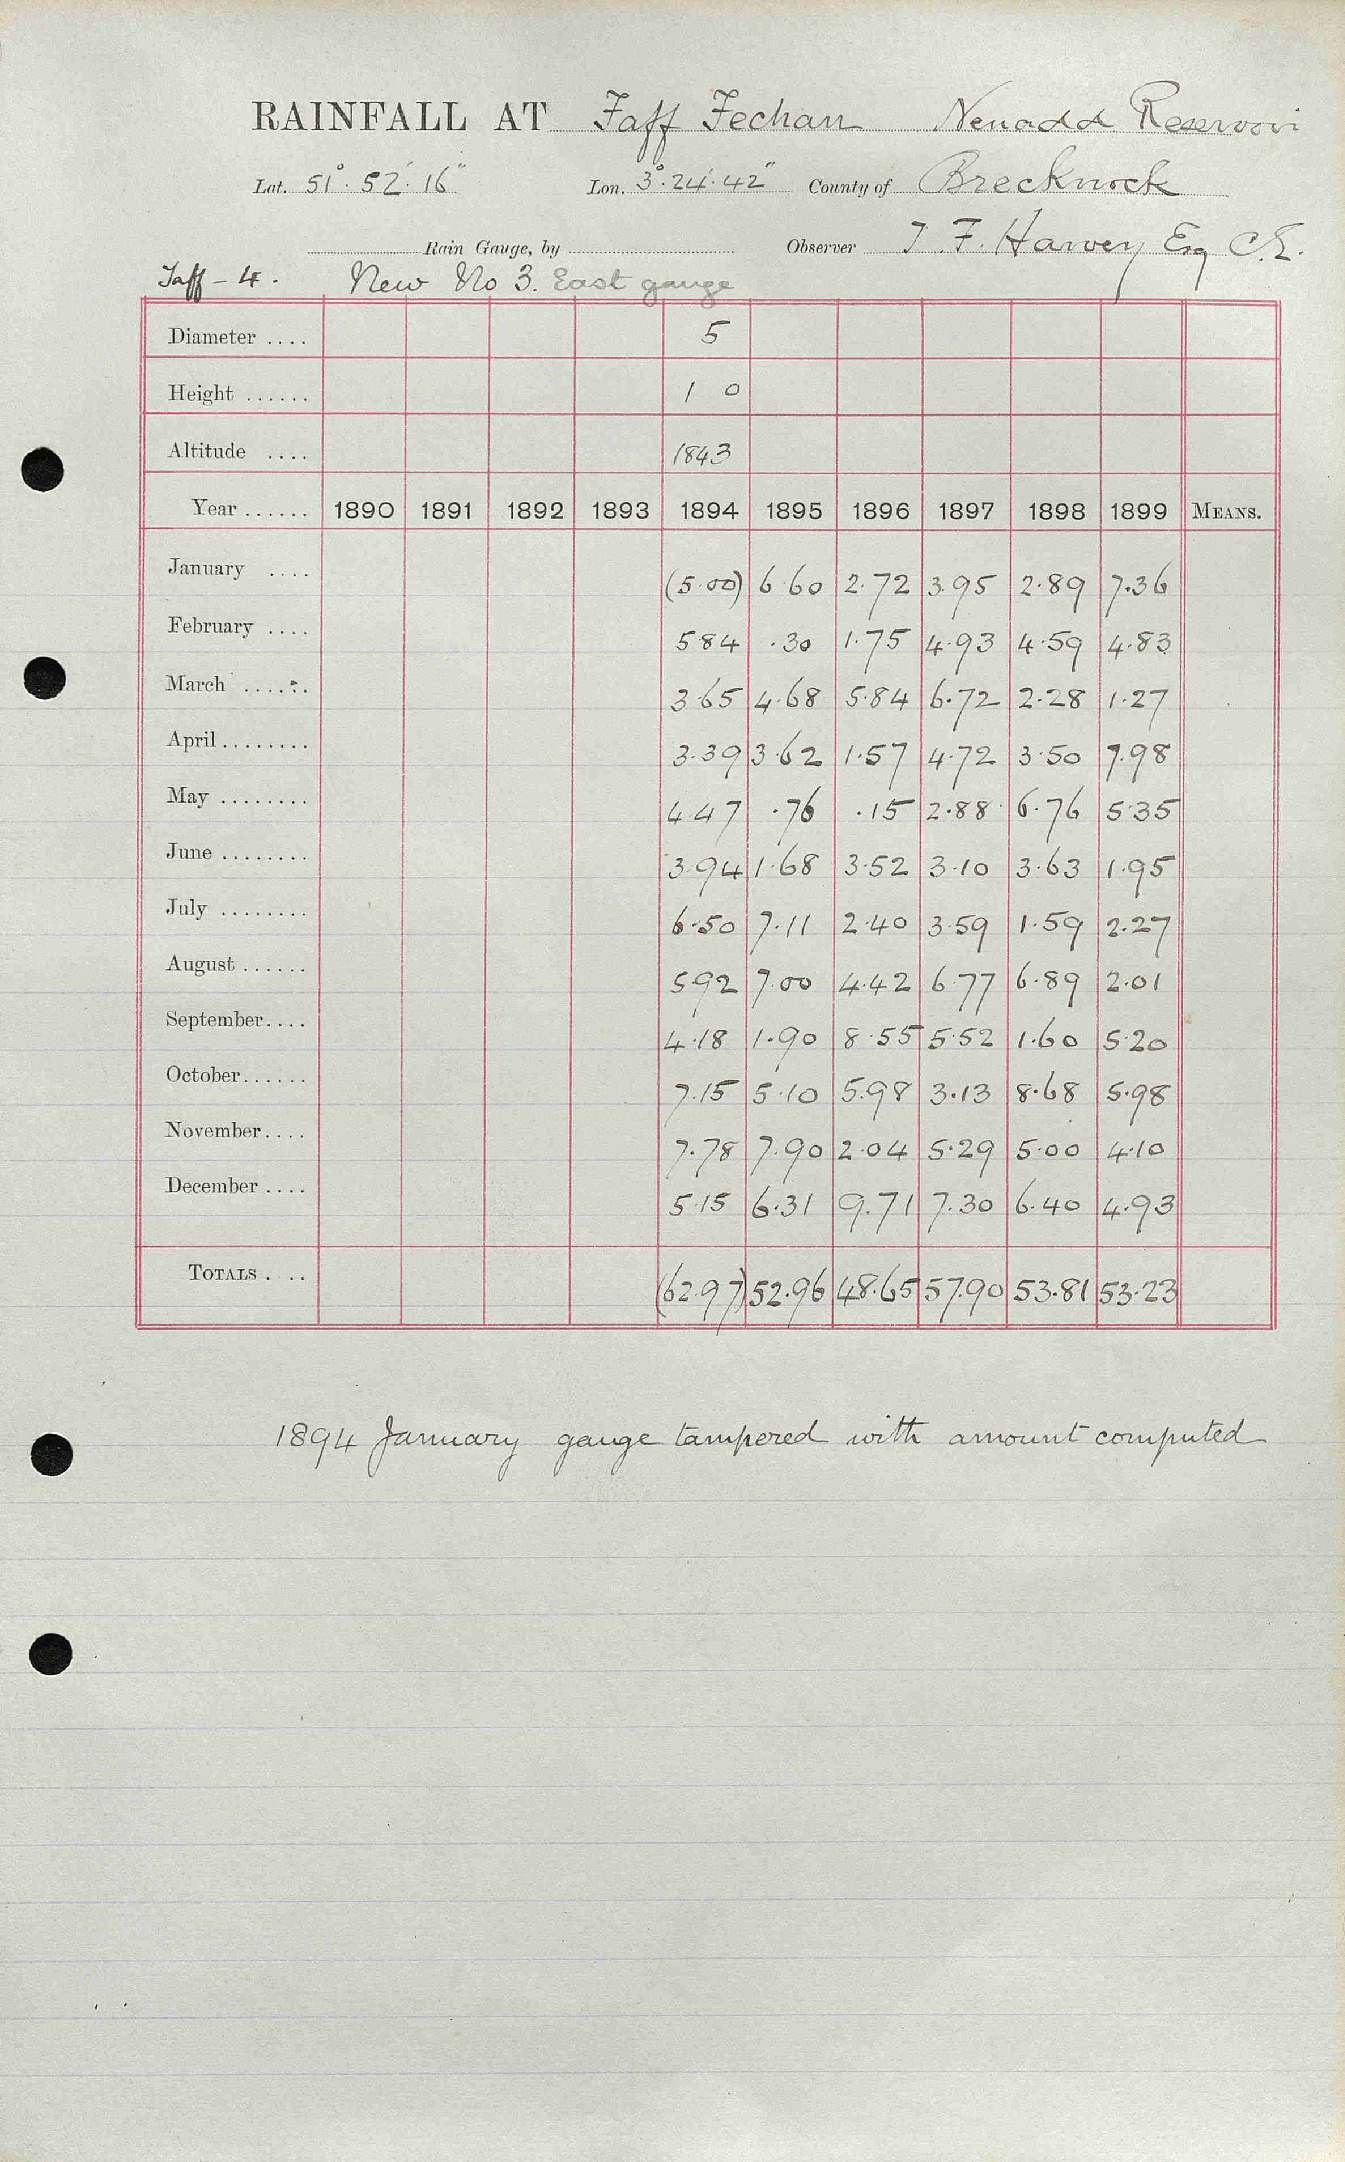 RAINFALL AT Taff Fechan Neuadd Reservoir
Lat. 51°. 52'. 16" Lon. 3°. 24'. 42" County of Brecknock
Rain Gauge, by Observer T. F. Harvey Esq C.E.
Taff - 4. New No 3. East gauge
Diameter .... 5
Height ...... 1 0
Altitude .... 1843
Year ...... 1890 1891 1892 1893 1894 1895 1896 1897 1898 1899 MEANS.
January .... (5.00) 6.60 2.72 3.95 2.89 7.36
February .... 5.84 .30 1.75 4.93 4.59 4.83
March ...... 3.65 4.68 5.84 6.72 2.28 1.27
April ........ 3.39 3.62 1.57 4.72 3.50 7.98
May ........ 4.47 .76 .15 2.88 6.76 5.35
June ........ 3.94 1.68 3.52 3.10 3.63 1.95
July ........ 6.50 7.11 2.40 3.59 1.59 2.27
August ...... 5.92 7.00 4.42 6.77 6.89 2.01
September.... 4.18 1.90 8.55 5.52 1.60 5.20
October...... 7.15 5.10 5.98 3.13 8.68 5.98
November.... 7.78 7.90 2.04 5.29 5.00 4.10
December .... 5.15 6.31 9.71 7.30 6.40 4.93
TOTALS . .. (62.97) 52.96 48.65 57.90 53.81 53.23
1894 January gauge tampered with amount computed